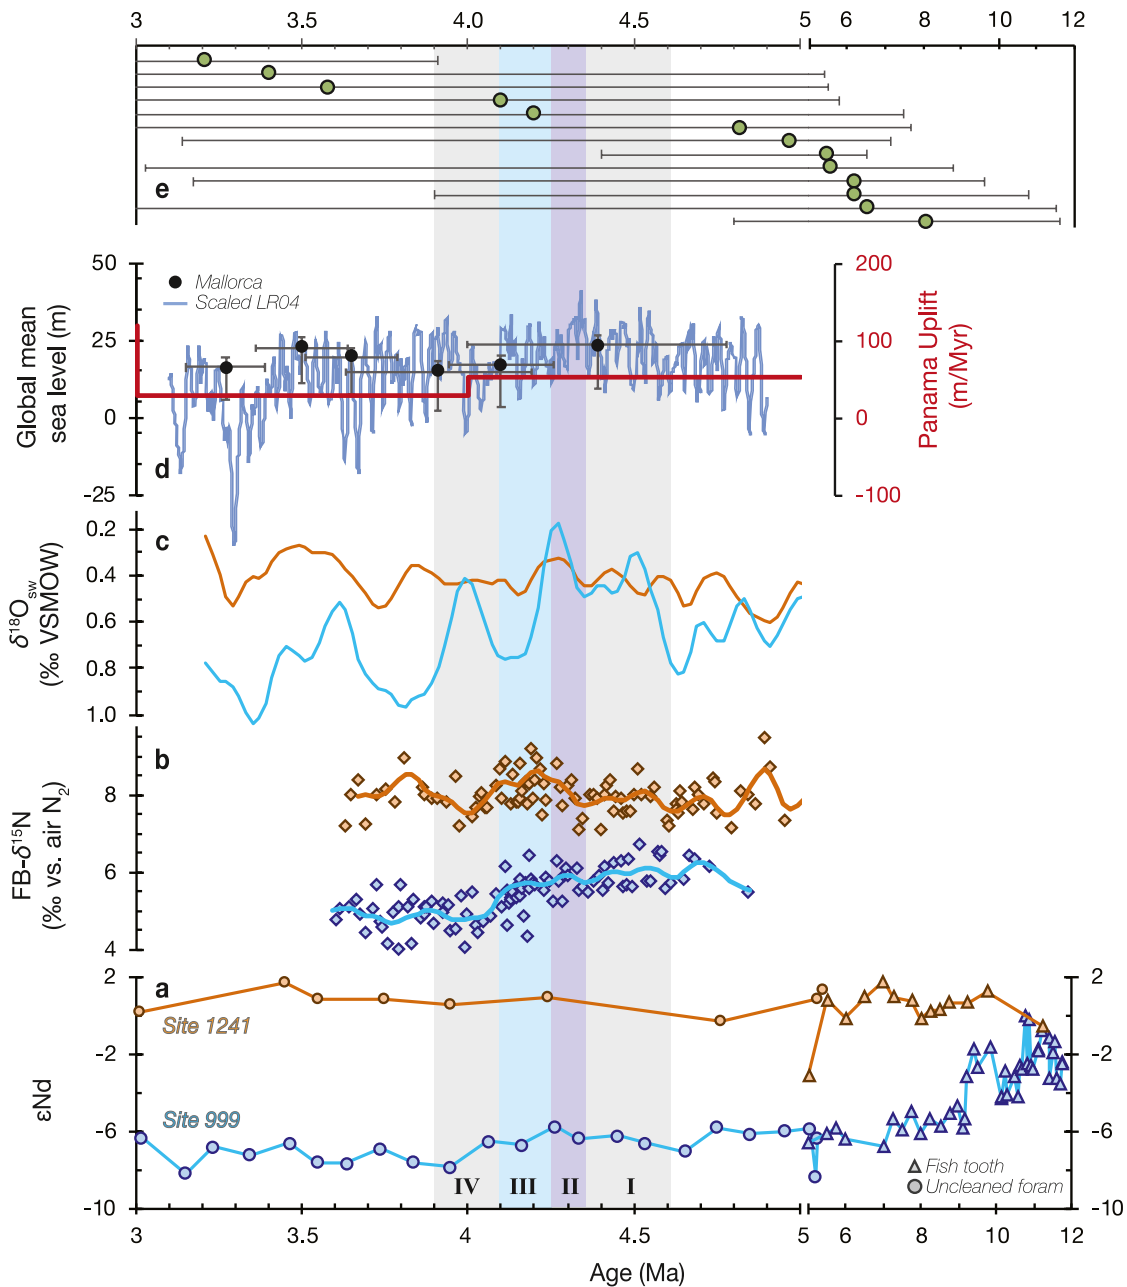 3 3.5 4.0 4.5 5 6 8 10 12
e
50 200
Mallorca
Scaled LR04
25 100
0 0
-25 -100
Global mean
sea level (m)
Panama Uplift
(m/Myr)
d
0.2
c
0.4
0.6
0.8
1.0
δ18Osw
(‰ VSMOW)
b
8
6
4
FB-δ15N
(‰ vs. air N2)
2 2
a
Site 1241
-2 -2
εNd
Site 999
-6 -6
Fish tooth
IV III II I
Uncleaned foram
-10 -10
3 3.5 4 4.5 5 6 8 10 12
Age (Ma)